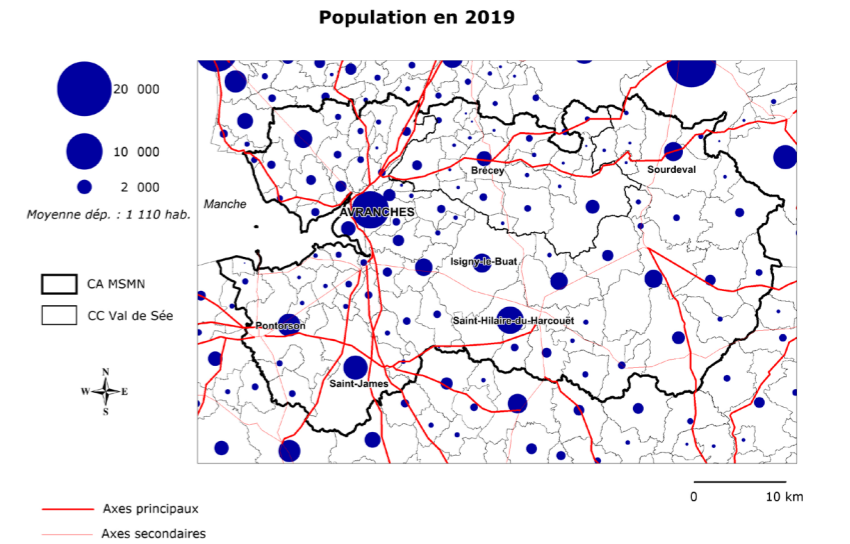 Population en 2019
20 000
10 000
2 000
Moyenne dép. : 1 110 hab.
Manche
Brécey
Sourdeval
AVRANCHES
Isigny-le-Buat
CA MSMN
CC Val de Sée
Pontorson
Saint-Hilaire-du-Harcouët
Saint-James
N
W E
S
0 10 km
Axes principaux
Axes secondaires